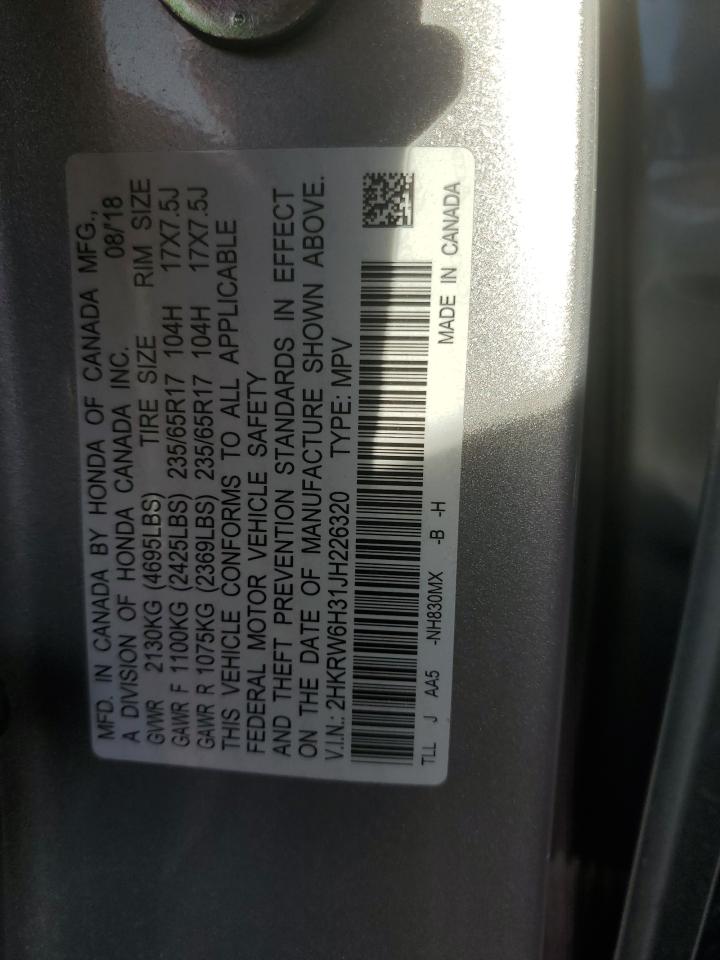 MFD. IN CANADA BY HONDA OF CANADA MFG.,
A DIVISION OF HONDA CANADA INC. 08/'18
GVWR 2130KG (4695LBS) TIRE SIZE RIM SIZE
GAWR F 1100KG (2425LBS) 235/65R17 104H 17X7.5J
GAWR R 1075KG (2369LBS) 235/65R17 104H 17X7.5J
THIS VEHICLE CONFORMS TO ALL APPLICABLE
FEDERAL MOTOR VEHICLE SAFETY
AND THEFT PREVENTION STANDARDS IN EFFECT
ON THE DATE OF MANUFACTURE SHOWN ABOVE.
V.I.N.: 2HKRW6H31JH226320 TYPE: MPV
TLL J AA5 -NH830MX -B -H MADE IN CANADA